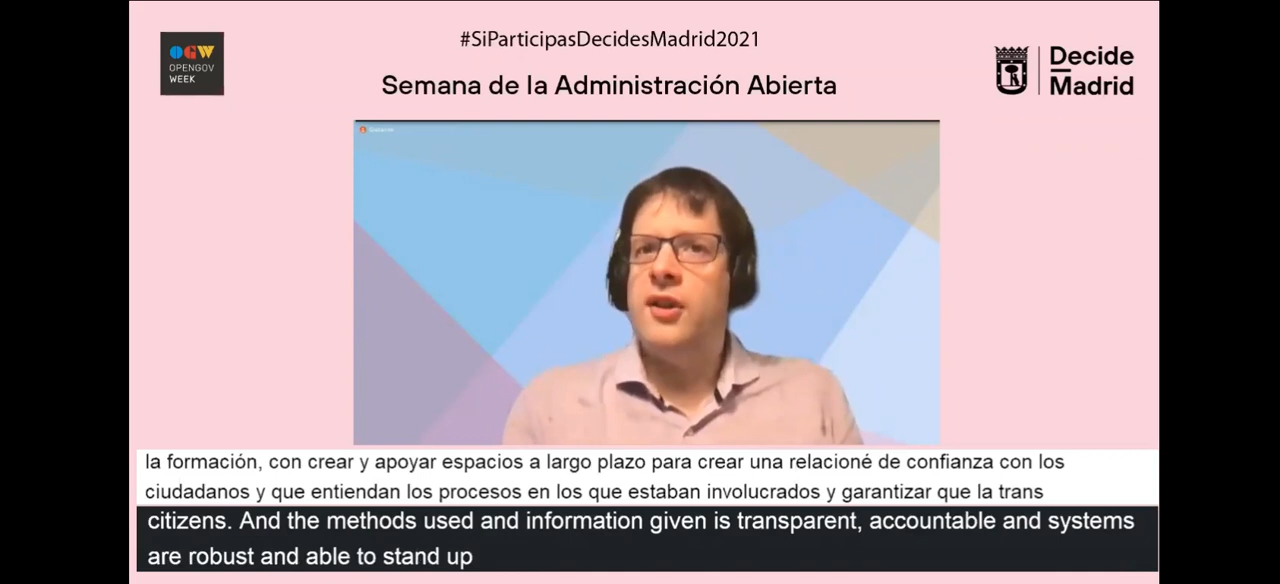 #SiParticipasDecidesMadrid2021
OGW
OPENGOV
WEEK
Semana de la Administración Abierta
Decide
Madrid
la formación, con crear y apoyar espacios a largo plazo para crear una relacioné de confianza con los
ciudadanos y que entiendan los procesos en los que estaban involucrados y garantizar que la trans
citizens. And the methods used and information given is transparent, accountable and systems
are robust and able to stand up